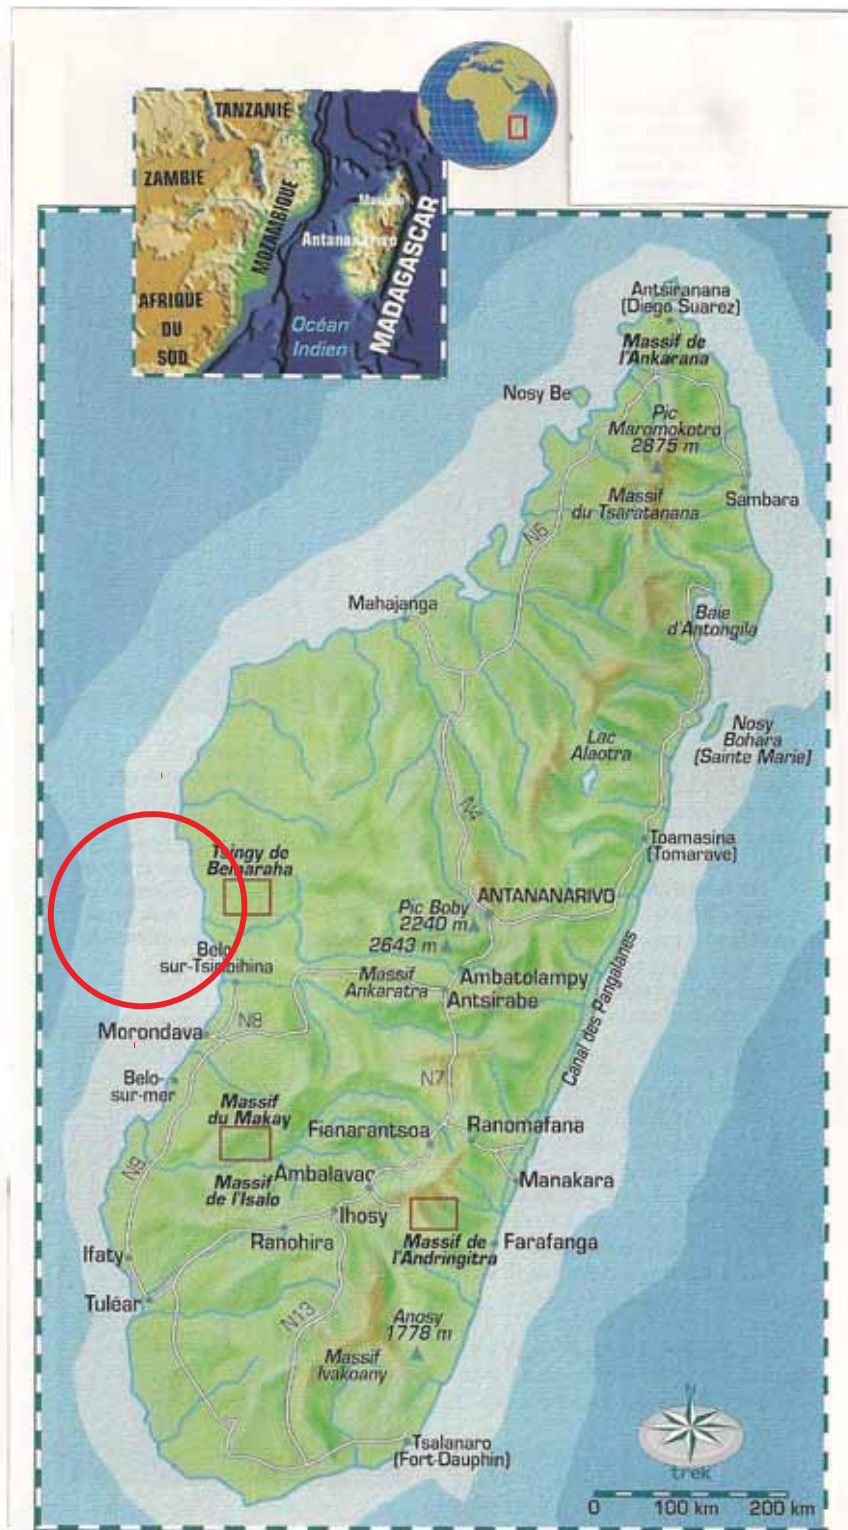 TANZANIE
ZAMBIE
MOZAMBIQUE
Antananarivo
MADAGASCAR
AFRIQUE
DU
SUD
Océan
Indien
Antsiranana
(Diego Suarez)
Massif de
l'Ankarana
Nosy Be
Pic
Maromokotro
2875 m
Sambara
Massif
du Tsaratanana
N6
Mahajanga
Baie
d'Antongila
Nosy
Bohara
(Sainte Marie)
Lac
Alaotra
N4
Toamasina
(Tomarave)
Tsingy de
Bemaraha
ANTANANARIVO
Pic Boby
2240 m
2643 m
Belo
sur-Tsiribihina
Massif
Ankaratra
Ambatolampy
Antsirabe
Canal des Pangalanes
N8
Morondava
N7
Belo-
sur-mer
Massif
du Makay
Fianarantsoa
Ranomafana
N9
Massif
de l'Isalo
Ambalavao
Manakara
Ihosy
Ranohira
Massif de
l'Andringitra
Farafanga
Ifaty
Tuléar
N13
Anosy
1778 m
Massif
Ivakoany
Tsalanaro
(Fort-Dauphin)
N
trek
0 100 km 200 km